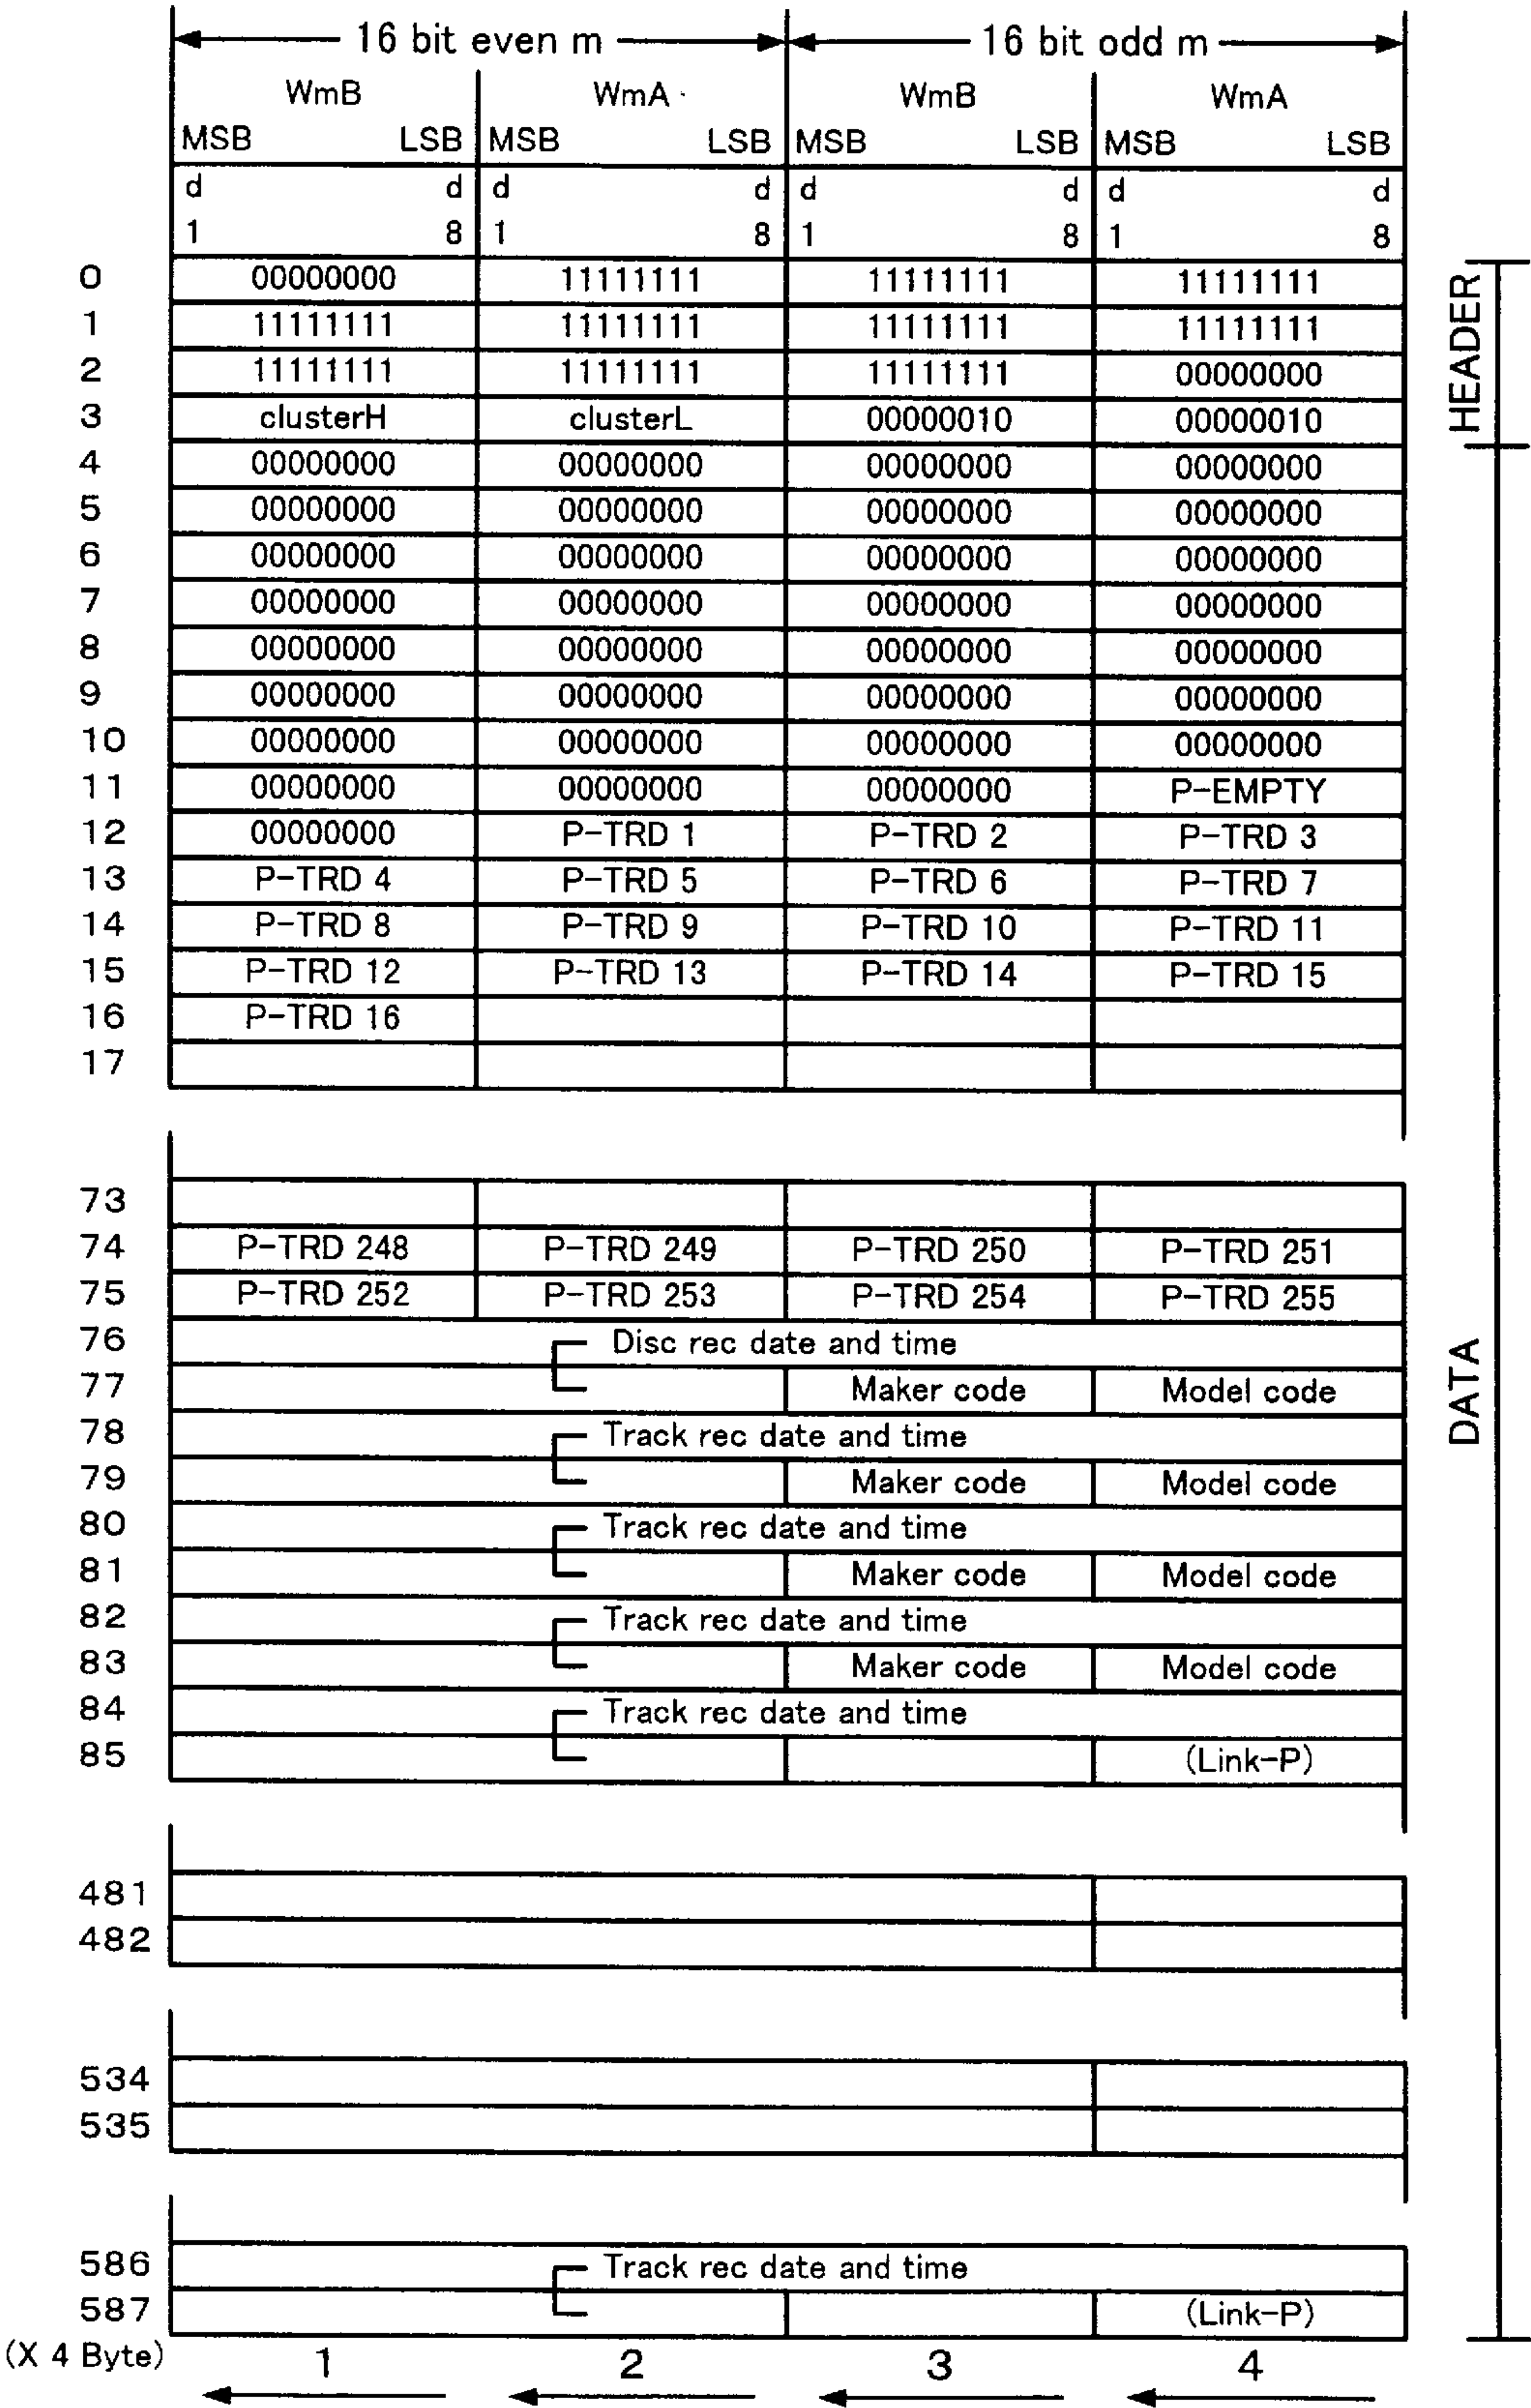 16 bit even m 16 bit odd m
WmB WmA WmB WmA
MSB LSB MSB LSB MSB LSB MSB LSB
d d d d d d d d
1 8 1 8 1 8 1 8
0 00000000 11111111 11111111 11111111
1 11111111 11111111 11111111 11111111
2 11111111 11111111 11111111 00000000
3 clusterH clusterL 00000010 00000010
HEADER
4 00000000 00000000 00000000 00000000
5 00000000 00000000 00000000 00000000
6 00000000 00000000 00000000 00000000
7 00000000 00000000 00000000 00000000
8 00000000 00000000 00000000 00000000
9 00000000 00000000 00000000 00000000
10 00000000 00000000 00000000 00000000
11 00000000 00000000 00000000 P-EMPTY
12 00000000 P-TRD 1 P-TRD 2 P-TRD 3
13 P-TRD 4 P-TRD 5 P-TRD 6 P-TRD 7
14 P-TRD 8 P-TRD 9 P-TRD 10 P-TRD 11
15 P-TRD 12 P-TRD 13 P-TRD 14 P-TRD 15
16 P-TRD 16
17
73
74 P-TRD 248 P-TRD 249 P-TRD 250 P-TRD 251
75 P-TRD 252 P-TRD 253 P-TRD 254 P-TRD 255
76 Disc rec date and time
77 Maker code Model code
78 Track rec date and time
79 Maker code Model code
80 Track rec date and time
81 Maker code Model code
82 Track rec date and time
83 Maker code Model code
84 Track rec date and time
85 (Link-P)
DATA
481
482
534
535
586 Track rec date and time
587 (Link-P)
(X 4 Byte) 1 2 3 4